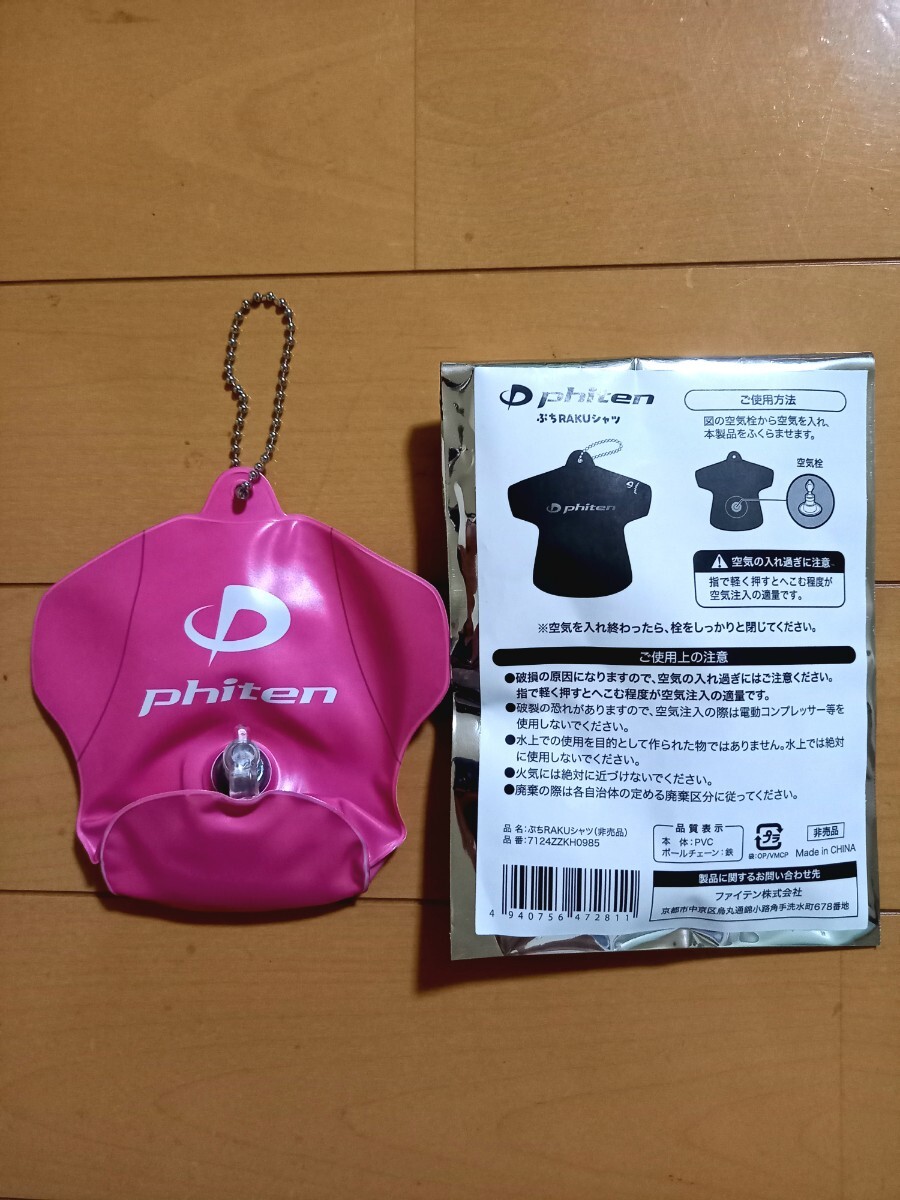 phiten
phiten
ぷちRAKUシャツ
phiten
ご使用方法
図の空気栓から空気を入れ、
本製品をふくらませます。
空気栓
空気の入れ過ぎに注意
指で軽く押すとへこむ程度が
空気注入の適量です。
※空気を入れ終わったら、栓をしっかりと閉じてください。
ご使用上の注意
●破損の原因になりますので、空気の入れ過ぎにはご注意ください。
指で軽く押すとへこむ程度が空気注入の適量です。
●破裂の恐れがありますので、空気注入の際は電動コンプレッサー等を
使用しないでください。
●水上での使用を目的として作られた物ではありません。水上では絶対
に使用しないでください。
●火気には絶対に近づけないでください。
●廃棄の際は各自治体の定める廃棄区分に従ってください。
品 名:ぷちRAKUシャツ(非売品)
品 番:7124ZZKH0985
4 940756 472811
品質表示
本 体:PVC
ボールチェーン:鉄
プラ
袋:OP/VMCP
非売品
Made in CHINA
製品に関するお問い合わせ先
ファイテン株式会社
京都市中京区烏丸通錦小路角手洗水町678番地